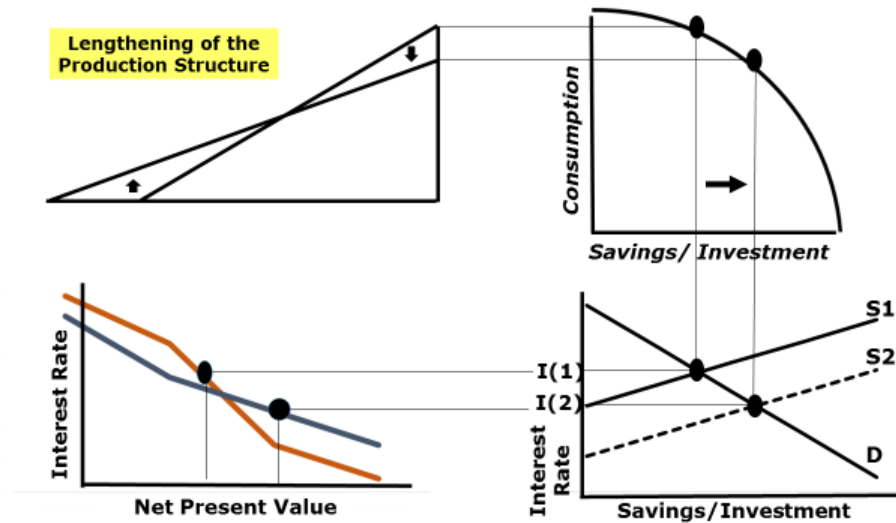 Lengthening of the
Production Structure
Consumption
Savings/ Investment
Interest Rate
Net Present Value
I(1)
I(2)
Interest
Rate
S1
S2
D
Savings/Investment